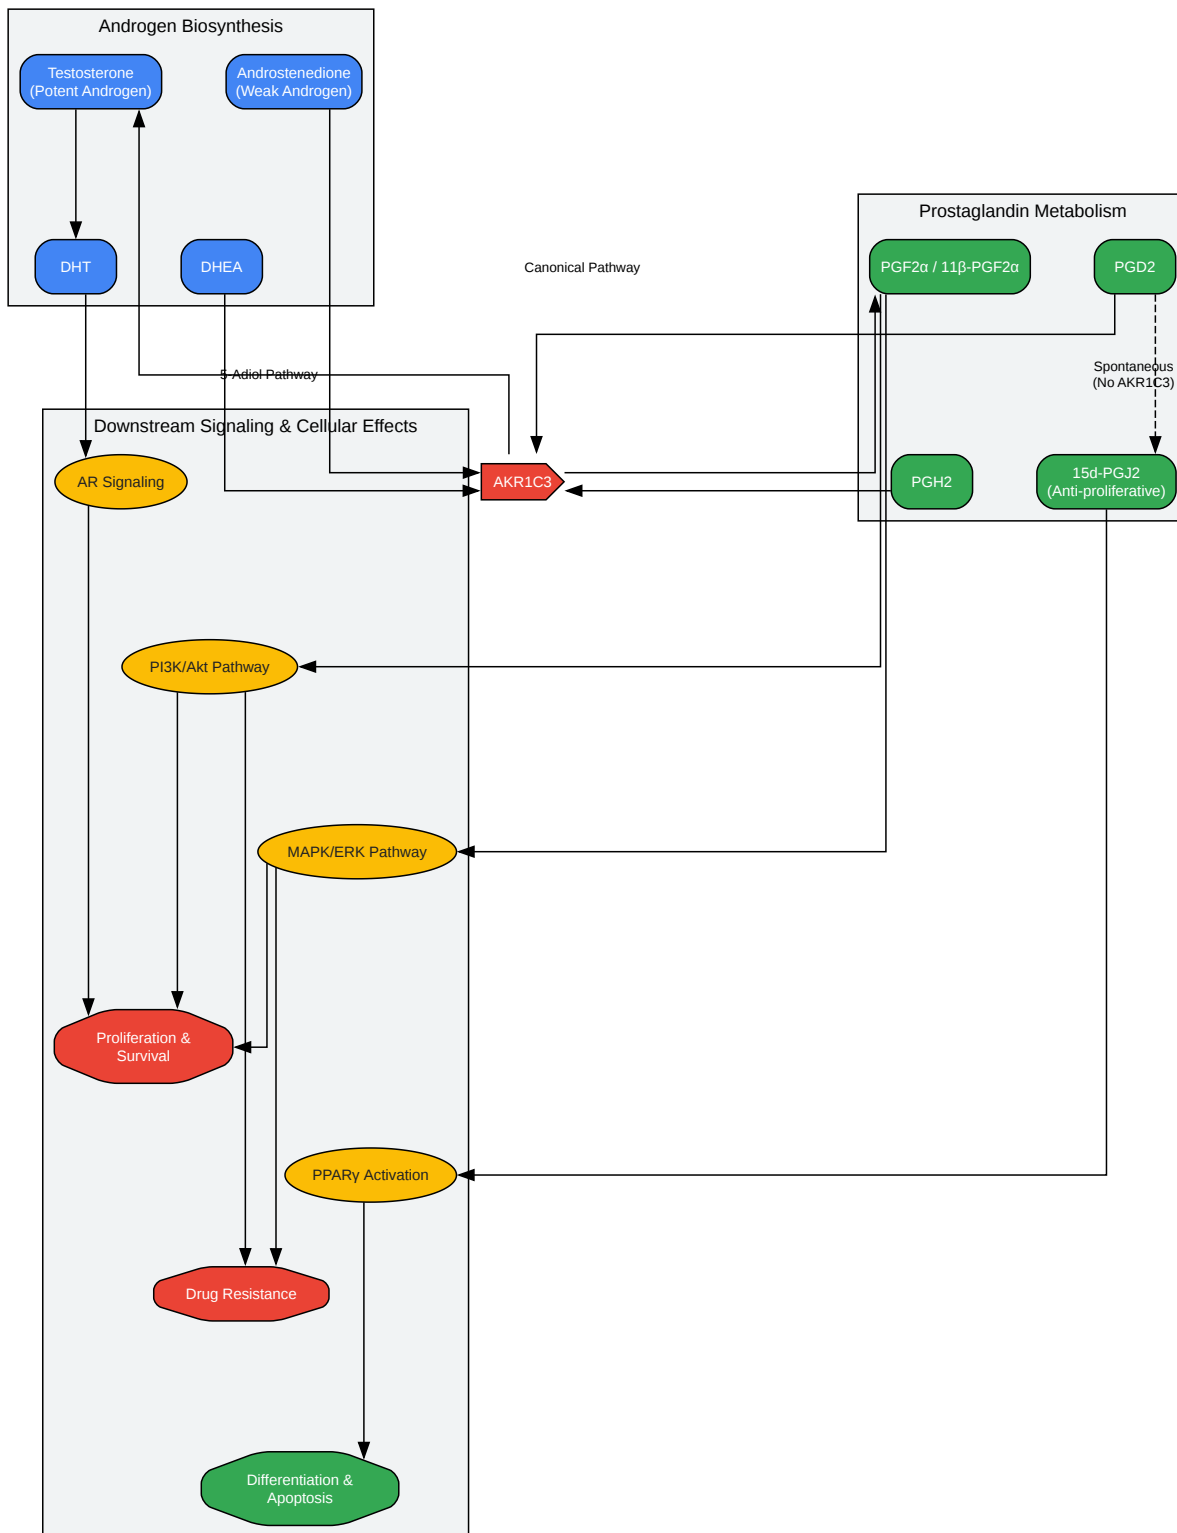 Androgen Biosynthesis
Testosterone
(Potent Androgen)
Androstenedione
(Weak Androgen)
DHT
DHEA
Canonical Pathway
5-Adiol Pathway
Prostaglandin Metabolism
PGF2α / 11β-PGF2α
PGD2
Spontaneous
(No AKR1C3)
PGH2
15d-PGJ2
(Anti-proliferative)
AKR1C3
Downstream Signaling & Cellular Effects
AR Signaling
PI3K/Akt Pathway
MAPK/ERK Pathway
Proliferation &
Survival
PPARγ Activation
Drug Resistance
Differentiation &
Apoptosis